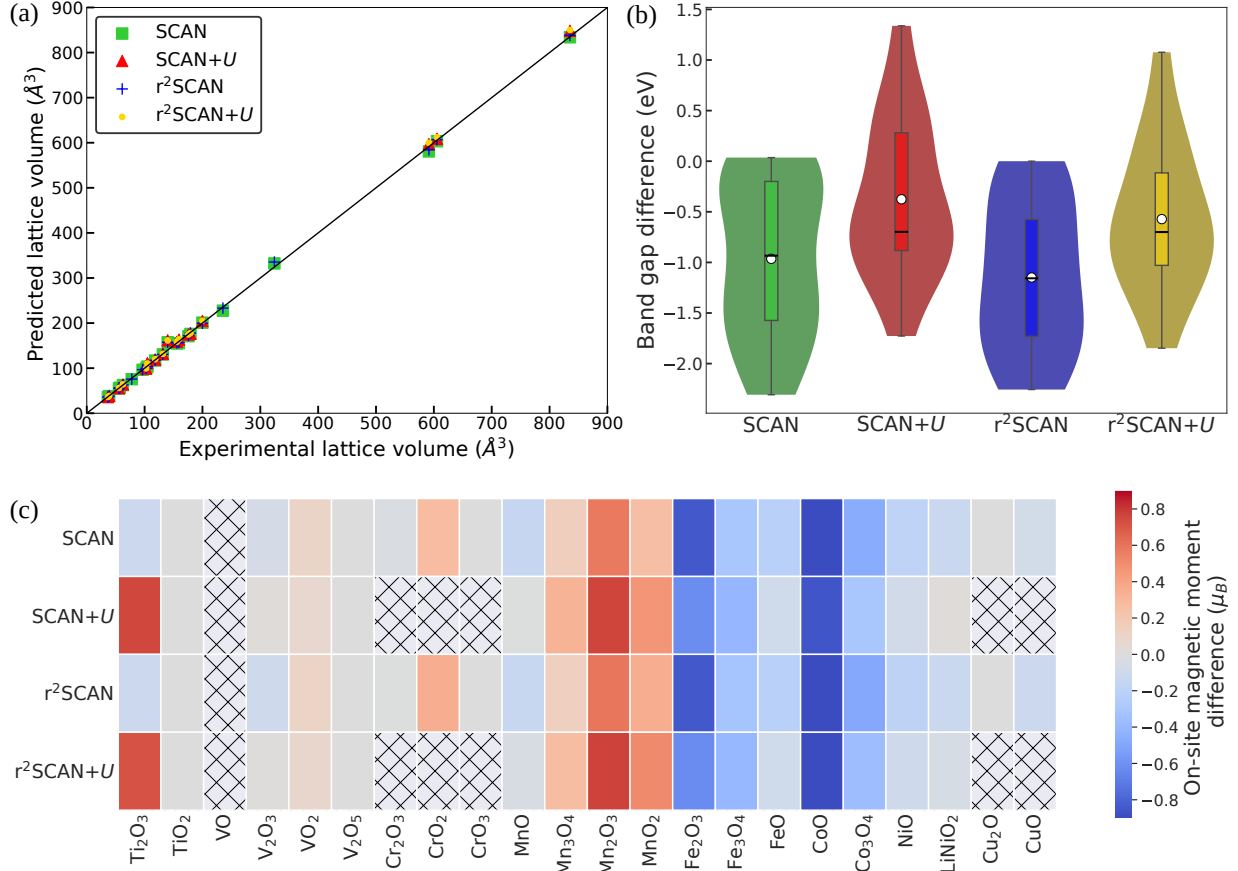 (a)
900
800
700
600
500
400
300
200
100
0
Predicted lattice volume (Å³)
SCAN
SCAN+U
r²SCAN
r²SCAN+U
0 100 200 300 400 500 600 700 800 900
Experimental lattice volume (Å³)
(b)
1.5
1.0
0.5
0.0
−0.5
−1.0
−1.5
−2.0
Band gap difference (eV)
SCAN SCAN+U r²SCAN r²SCAN+U
(c)
SCAN
SCAN+U
r²SCAN
r²SCAN+U
Ti₂O₃ TiO₂ VO V₂O₃ VO₂ V₂O₅ Cr₂O₃ CrO₂ CrO₃ MnO Mn₃O₄ Mn₂O₃ MnO₂ Fe₂O₃ Fe₃O₄ FeO CoO Co₃O₄ NiO LiNiO₂ Cu₂O CuO
0.8
0.6
0.4
0.2
0.0
−0.2
−0.4
−0.6
−0.8
On-site magnetic moment
difference (μ_B)